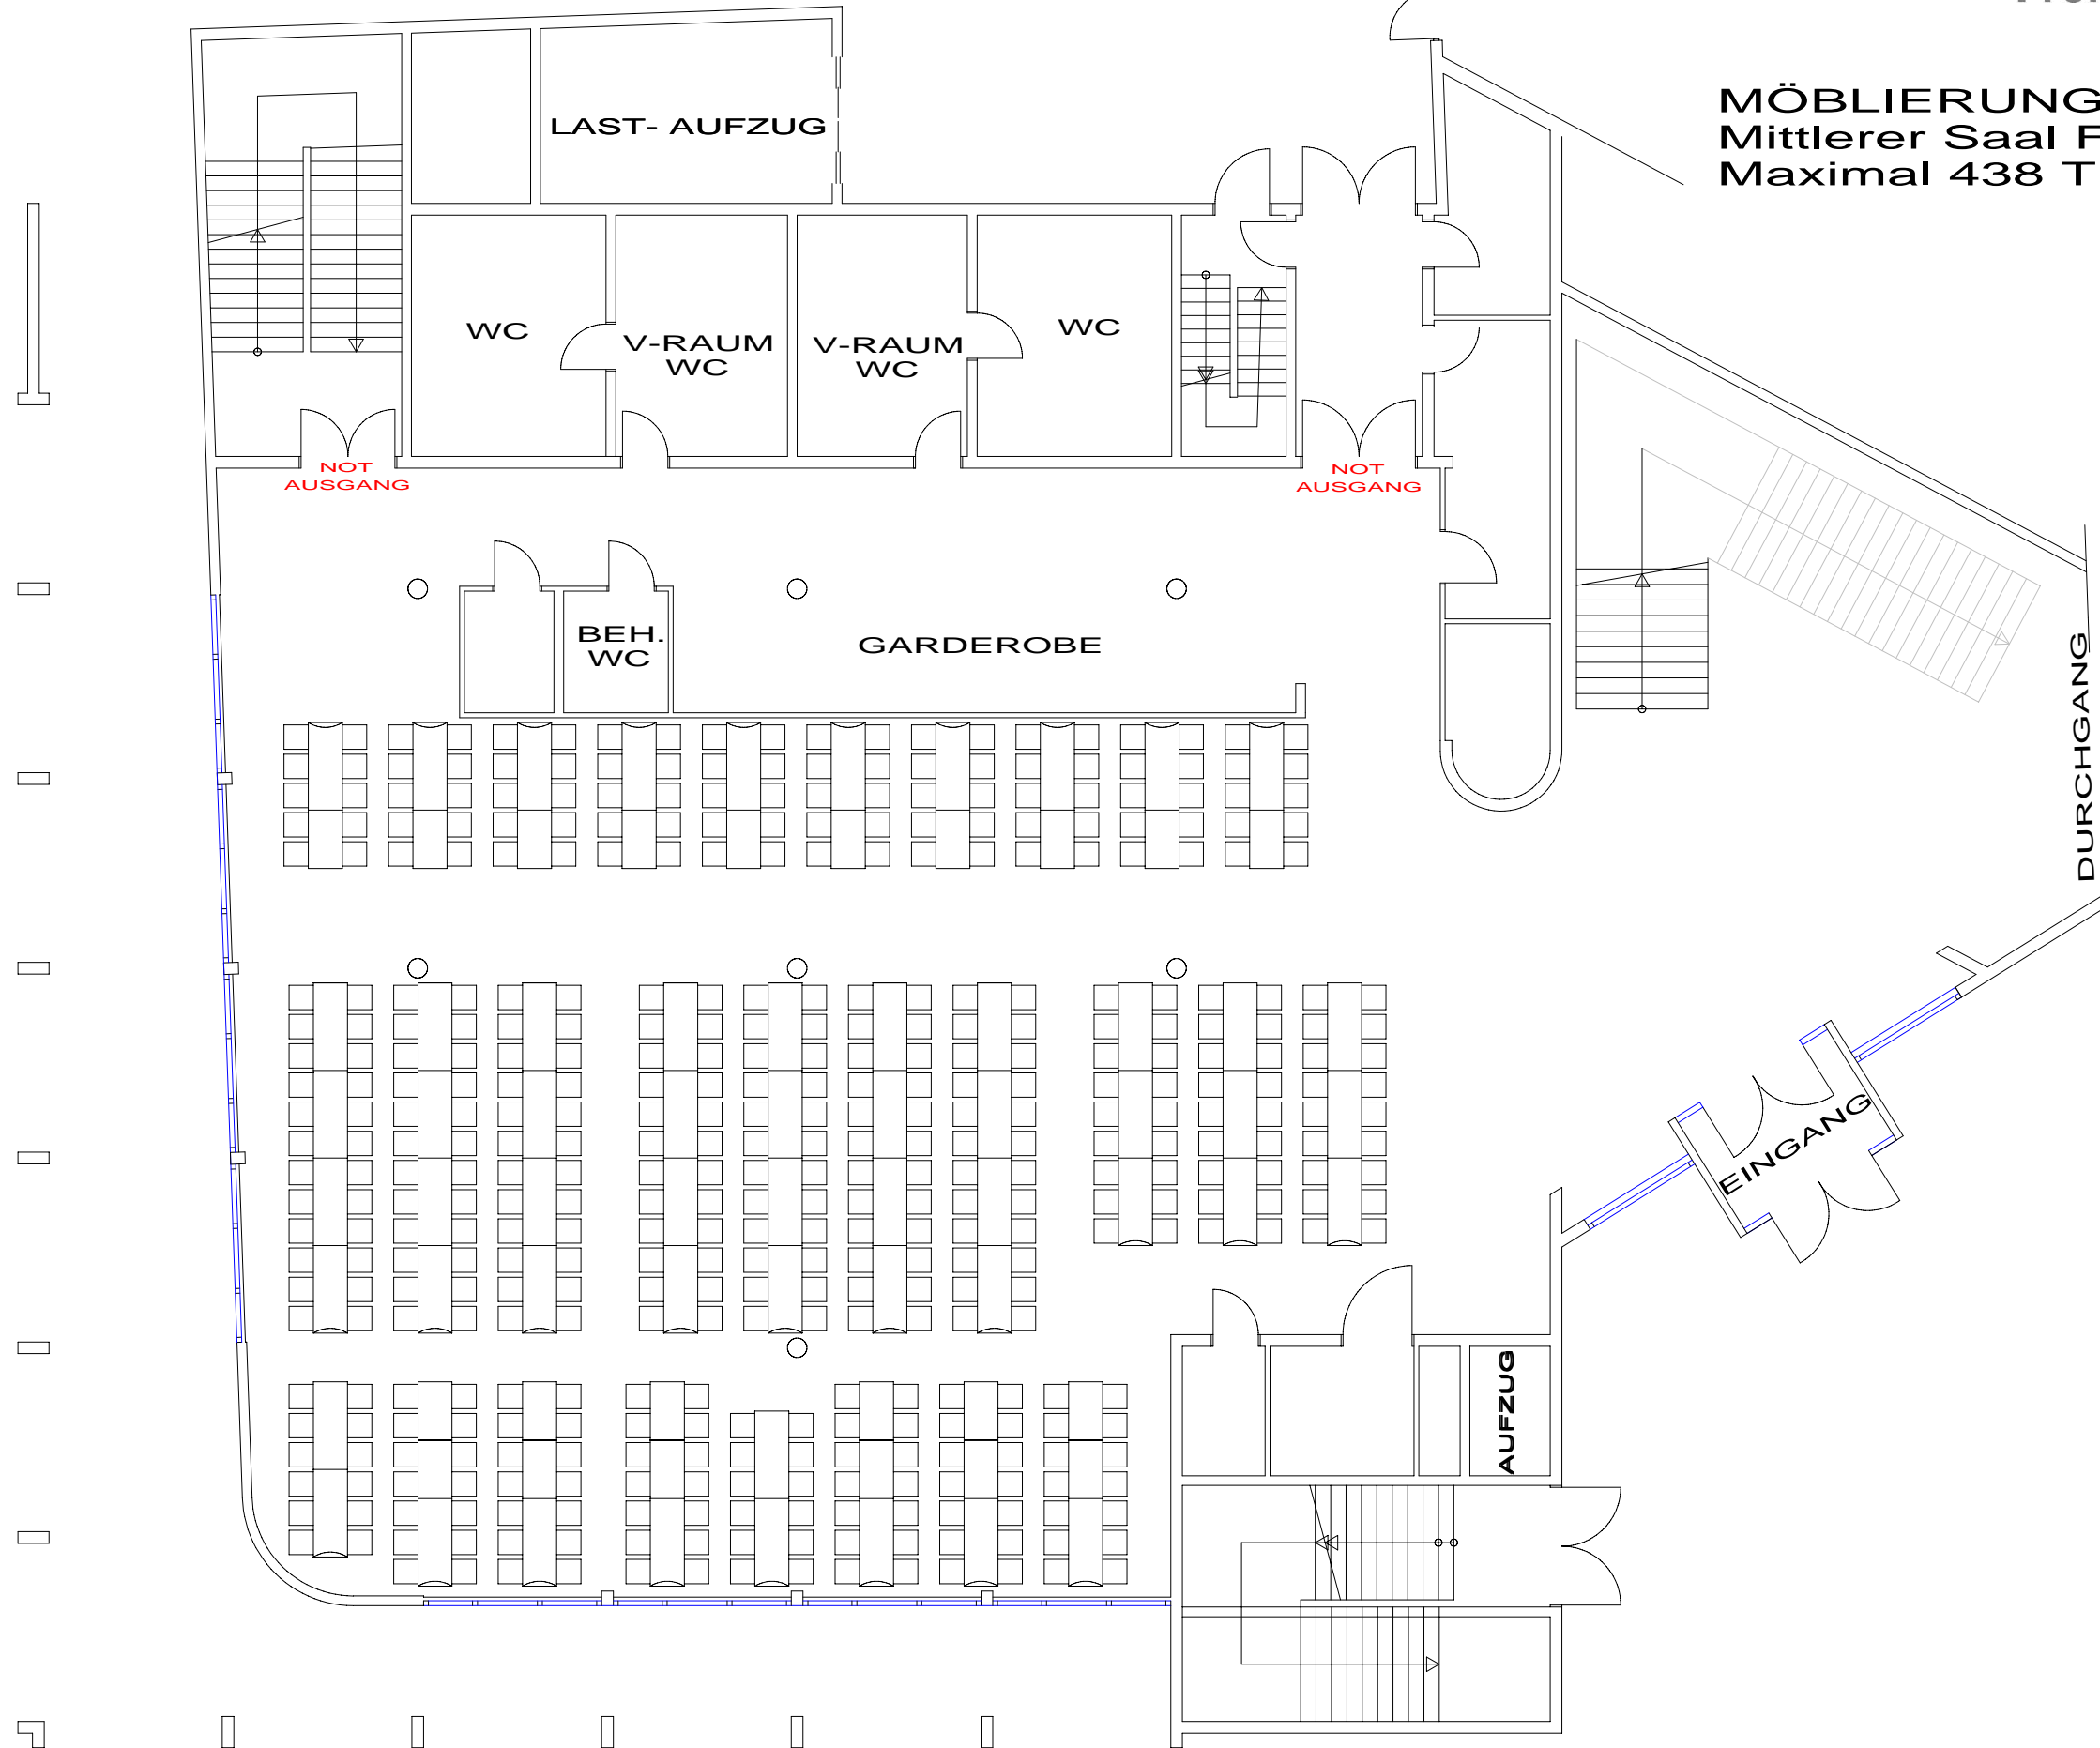 MÖBLIERUNG
Mittlerer Saal F
Maximal 438 T
LAST- AUFZUG
WC
V-RAUM
WC
V-RAUM
WC
WC
NOT
AUSGANG
NOT
AUSGANG
BEH.
WC
GARDEROBE
DURCHGANG
EINGANG
AUFZUG